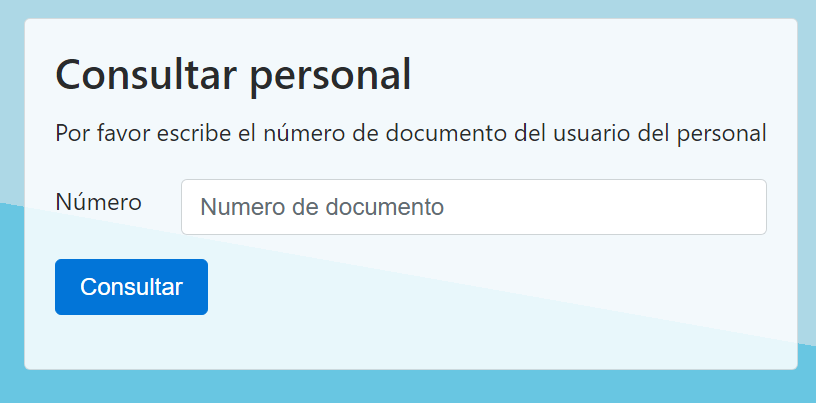 Consultar personal
Por favor escribe el número de documento del usuario del personal
Número
Numero de documento
Consultar